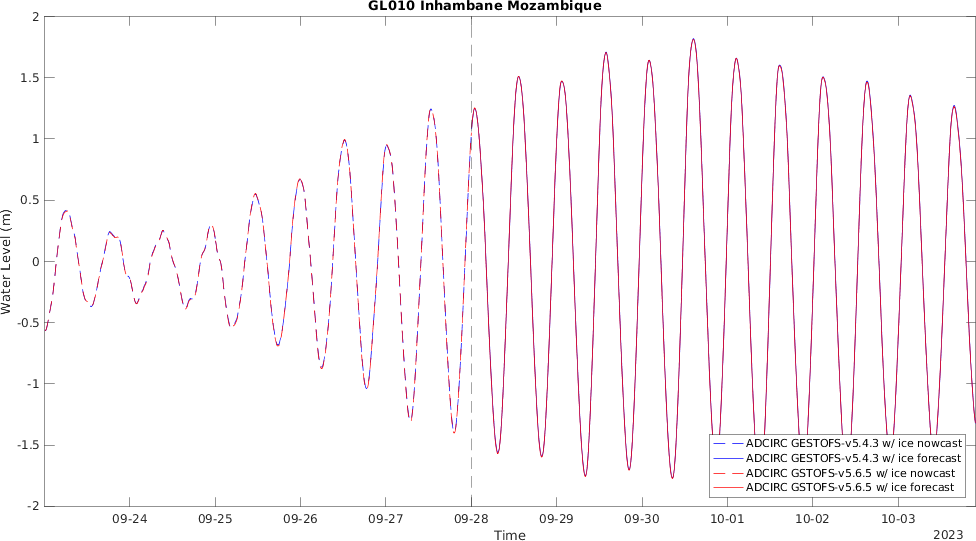 GL010 Inhambane Mozambique
2
1.5
1
0.5
0
-0.5
-1
-1.5
-2
Water Level (m)
09-24 09-25 09-26 09-27 09-28 09-29 09-30 10-01 10-02 10-03
Time
2023
ADCIRC GESTOFS-v5.4.3 w/ ice nowcast
ADCIRC GESTOFS-v5.4.3 w/ ice forecast
ADCIRC GSTOFS-v5.6.5 w/ ice nowcast
ADCIRC GSTOFS-v5.6.5 w/ ice forecast